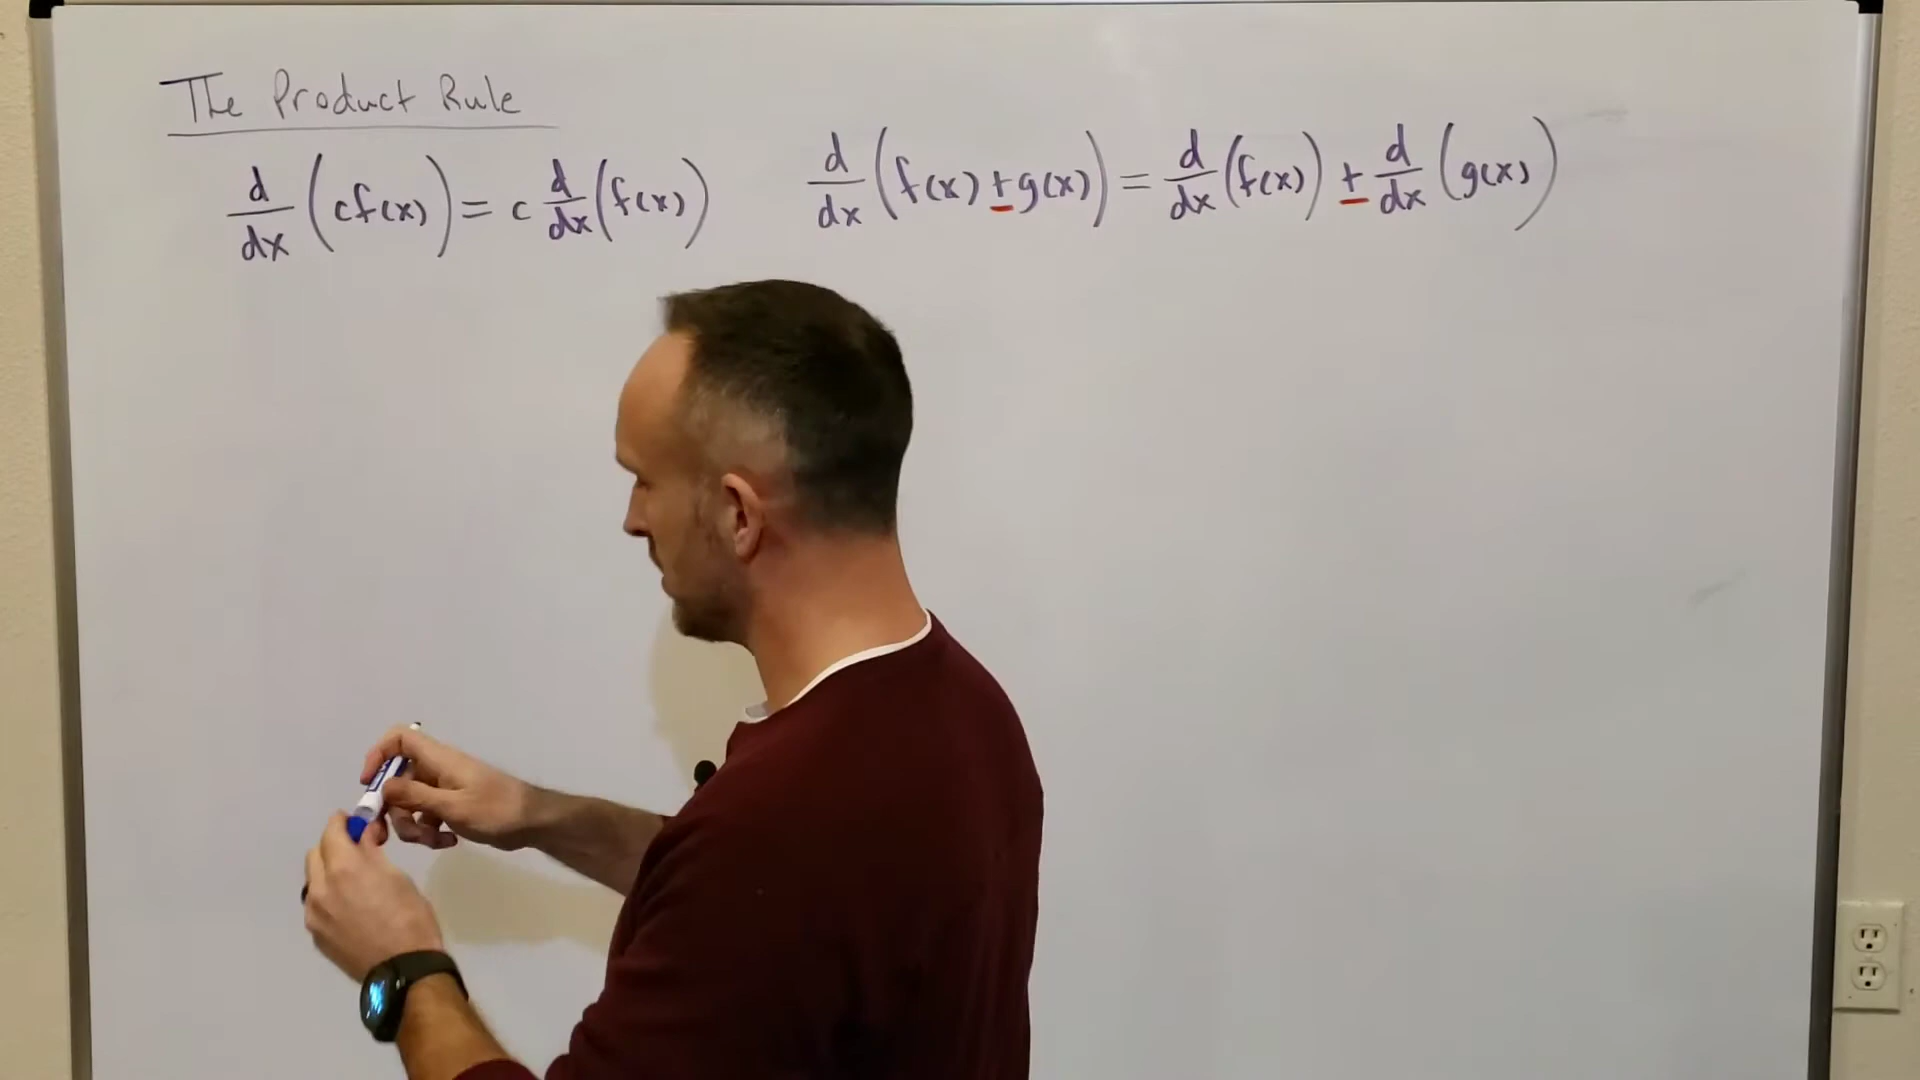 The Product Rule
d/dx (cf(x)) = c d/dx (f(x))
d/dx (f(x) ± g(x)) = d/dx (f(x)) ± d/dx (g(x))